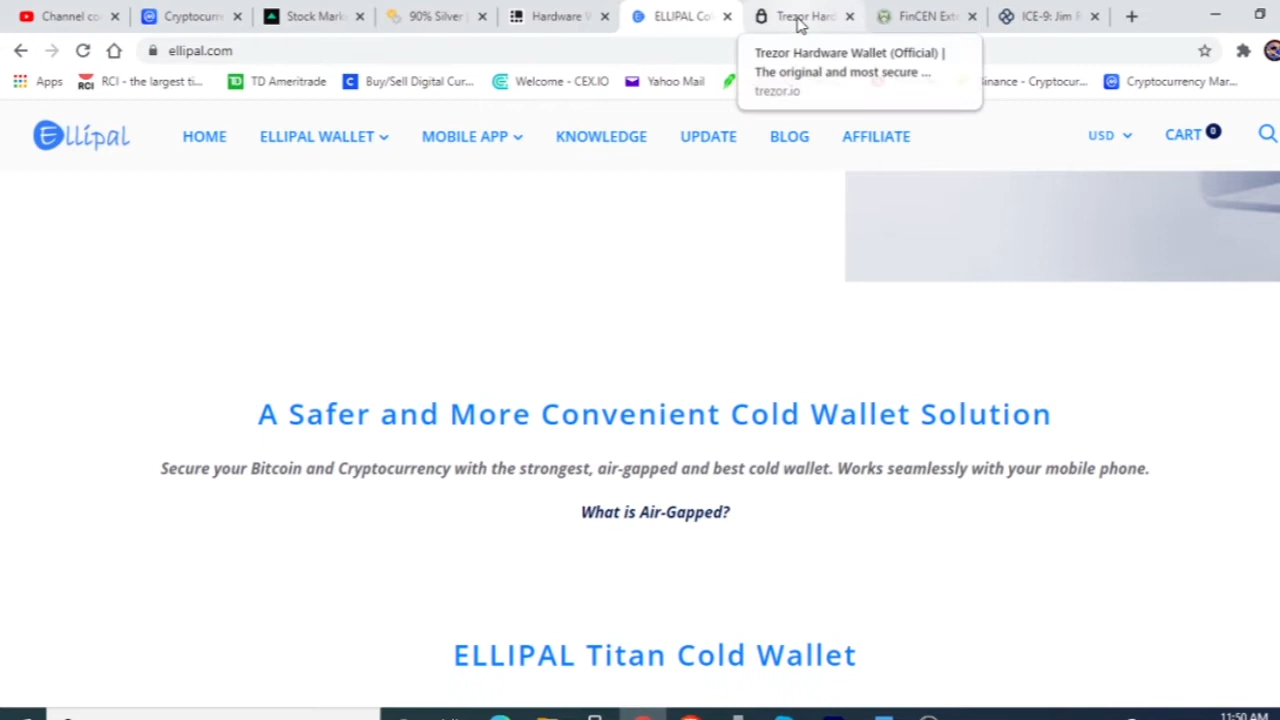 Channel co
Cryptocurr
Stock Mark
90% Silver |
Hardware W
ELLIPAL Co
Trezor Hard
FinCEN Exte
ICE-9: Jim R
ellipal.com
Trezor Hardware Wallet (Official) |
The original and most secure ...
trezor.io
Apps
RCI - the largest ti...
TD Ameritrade
Buy/Sell Digital Cur...
Welcome - CEX.IO
Yahoo Mail
Binance - Cryptocur...
Cryptocurrency Mar...
Ellipal
HOME
ELLIPAL WALLET
MOBILE APP
KNOWLEDGE
UPDATE
BLOG
AFFILIATE
USD
CART 0
A Safer and More Convenient Cold Wallet Solution
Secure your Bitcoin and Cryptocurrency with the strongest, air-gapped and best cold wallet. Works seamlessly with your mobile phone.
What is Air-Gapped?
ELLIPAL Titan Cold Wallet
11:50 AM